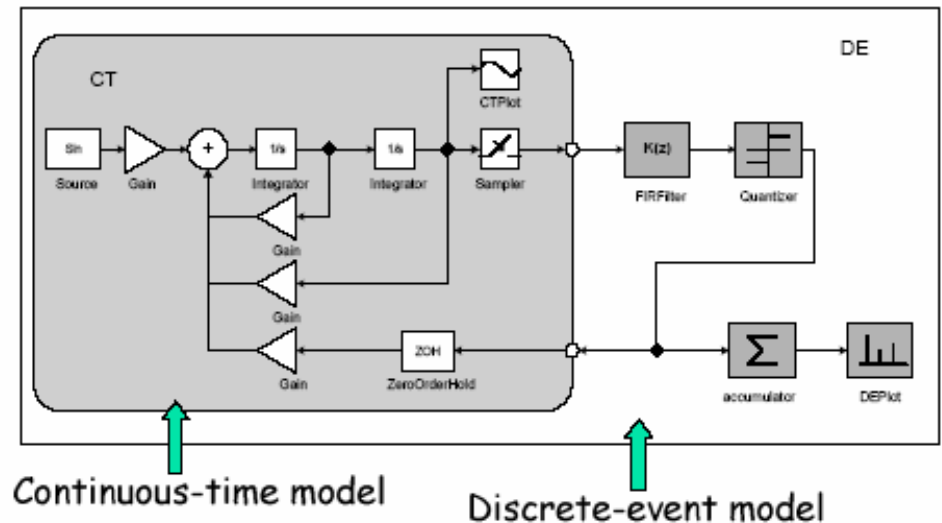 DE
CT
CTPlot
Sin
Source
Gain
+
1/s
Integrator
1/s
Integrator
Sampler
K(z)
FIRFilter
Quantizer
Gain
Gain
Gain
ZOH
ZeroOrderHold
Σ
accumulator
DEPlot
Continuous-time model
Discrete-event model